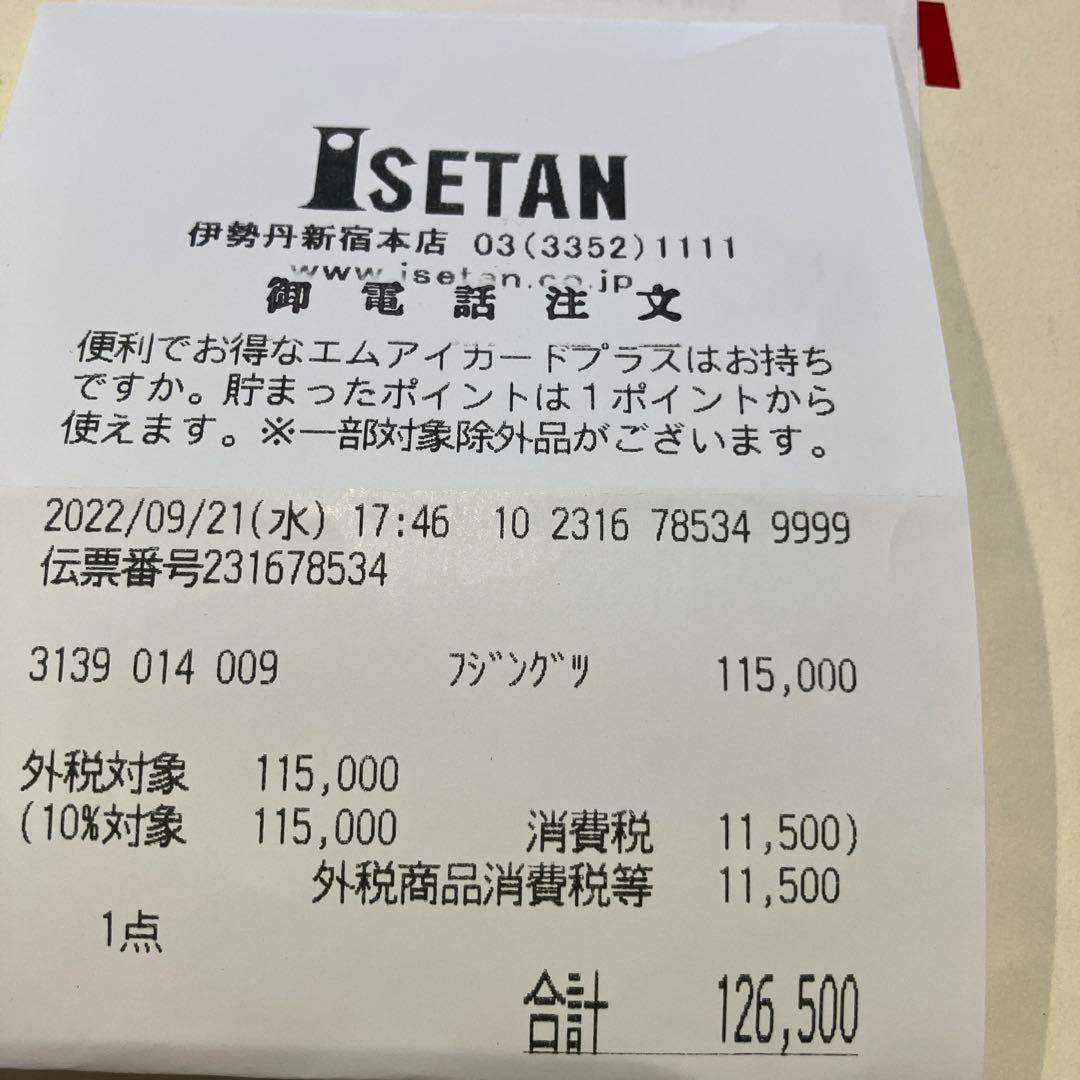 ISETAN
伊勢丹新宿本店 03(3352)1111
www.isetan.co.jp
御電話注文
便利でお得なエムアイカードプラスはお持ち
ですか。貯まったポイントは1ポイントから
使えます。※一部対象除外品がございます。
2022/09/21(水) 17:46 10 2316 78534 9999
伝票番号231678534
3139 014 009 フジングツ 115,000
外税対象 115,000
(10%対象 115,000 消費税 11,500)
外税商品消費税等 11,500
1点
合計 126,500